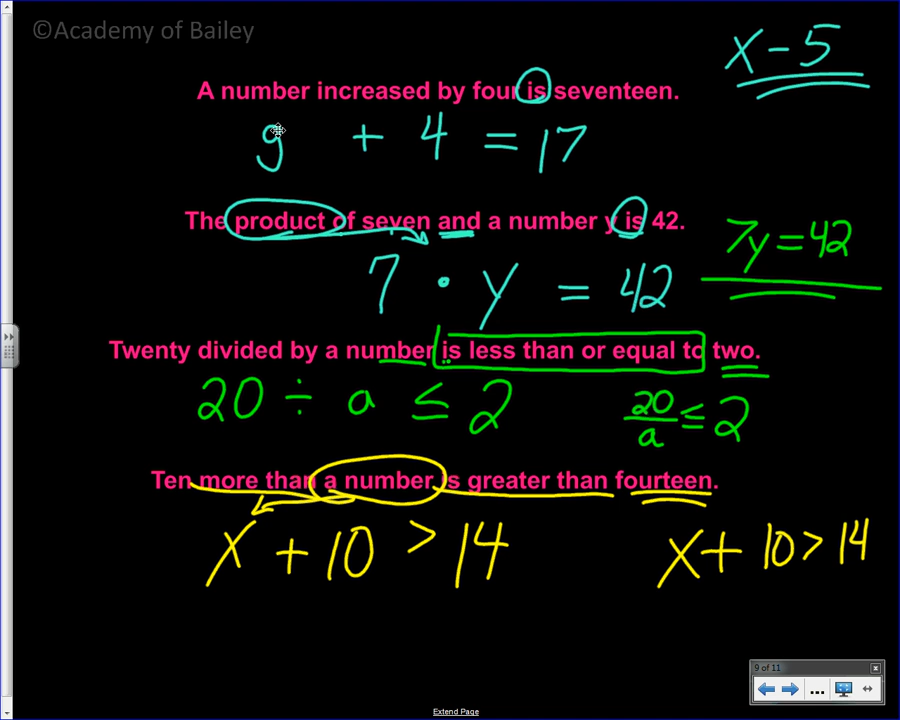 ©Academy of Bailey
x - 5
A number increased by four is seventeen.
g + 4 = 17
The product of seven and a number y is 42.
7y = 42
7 · y = 42
Twenty divided by a number is less than or equal to two.
20 ÷ a ≤ 2
20/a ≤ 2
Ten more than a number is greater than fourteen.
x + 10 > 14
x + 10 > 14
9 of 11
...
Extend Page